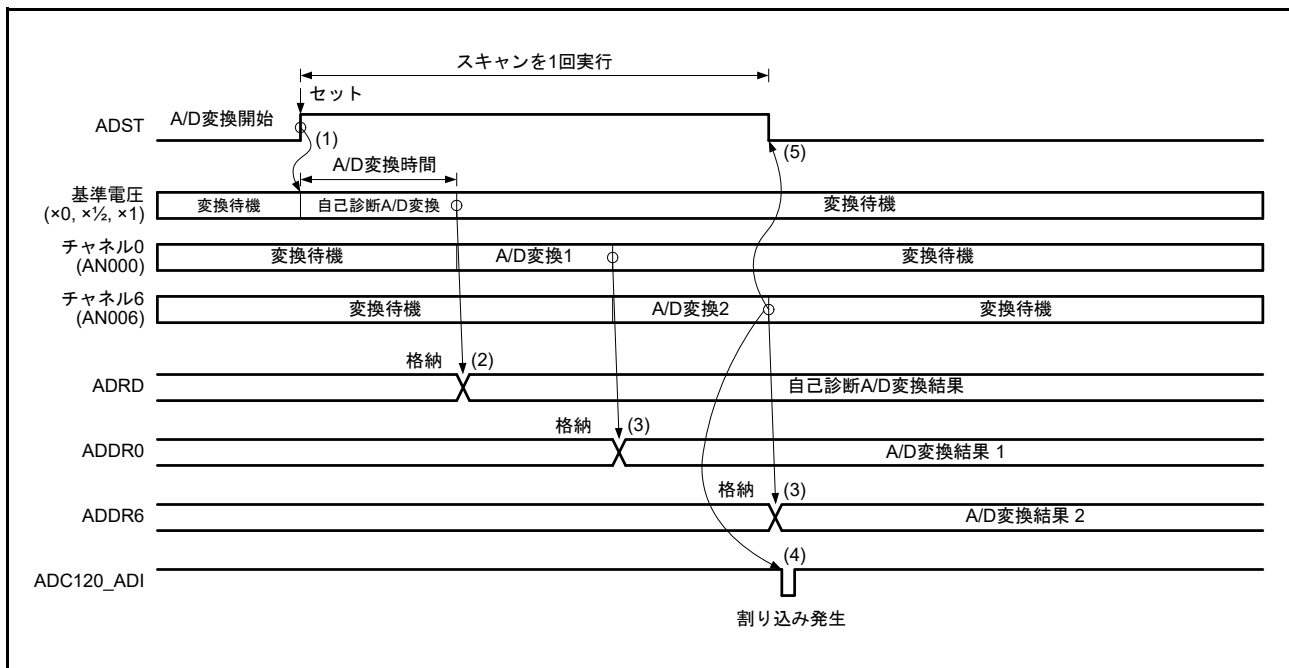 スキャンを1回実行
セット
ADST
A/D変換開始
(1)
(5)
A/D変換時間
基準電圧
(×0, ×½, ×1)
変換待機
自己診断A/D変換
変換待機
チャネル0
(AN000)
変換待機
A/D変換1
変換待機
チャネル6
(AN006)
変換待機
A/D変換2
変換待機
格納
(2)
ADRD
自己診断A/D変換結果
格納
(3)
ADDR0
A/D変換結果 1
格納
(3)
ADDR6
A/D変換結果 2
(4)
ADC120_ADI
割り込み発生